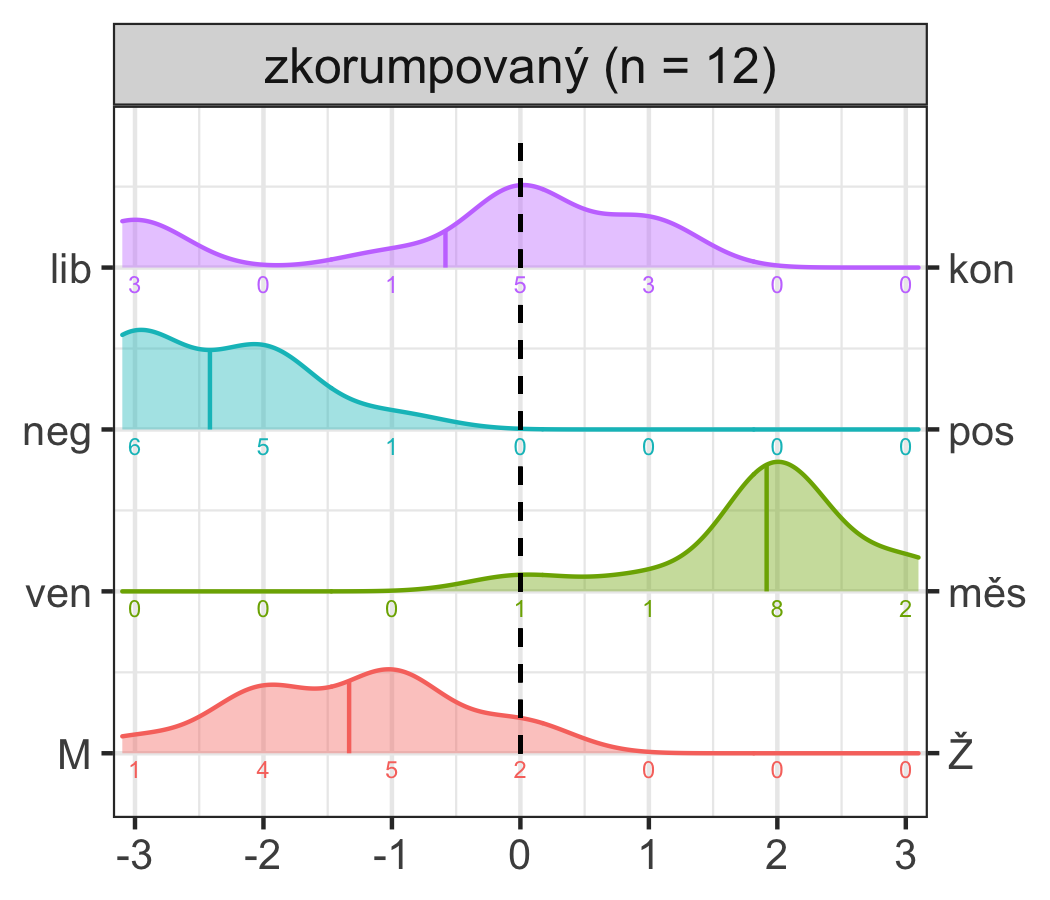 zkorumpovaný (n = 12)
lib kon
3 0 1 5 3 0 0
neg pos
6 5 1 0 0 0 0
ven měs
0 0 0 1 1 8 2
M Ž
1 4 5 2 0 0 0
-3 -2 -1 0 1 2 3